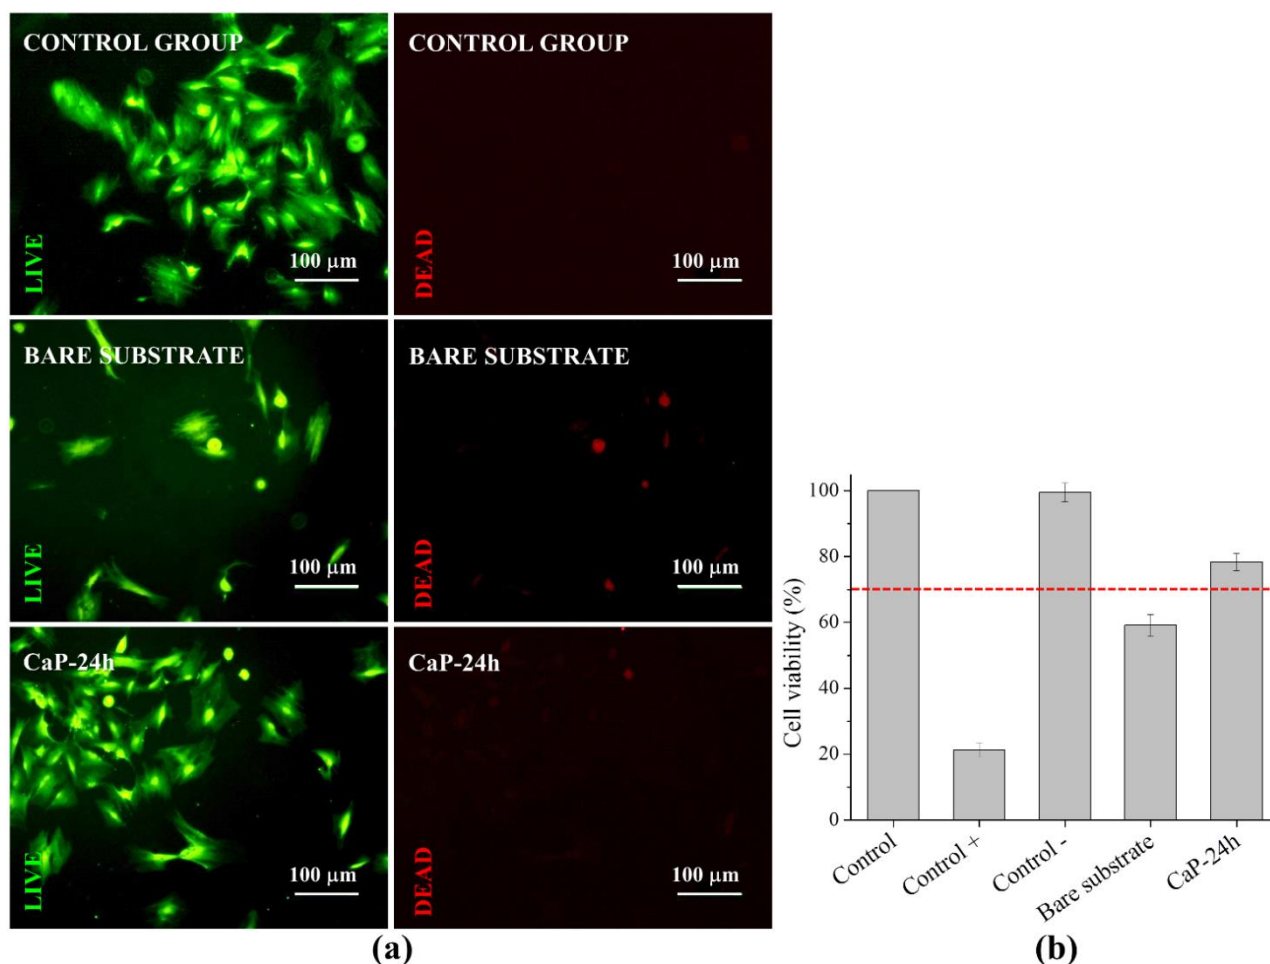 CONTROL GROUP
LIVE
100 µm
CONTROL GROUP
DEAD
100 µm
BARE SUBSTRATE
LIVE
100 µm
BARE SUBSTRATE
DEAD
100 µm
CaP-24h
LIVE
100 µm
CaP-24h
DEAD
100 µm
(a)
Cell viability (%)
100
80
60
40
20
0
Control
Control +
Control -
Bare substrate
CaP-24h
(b)